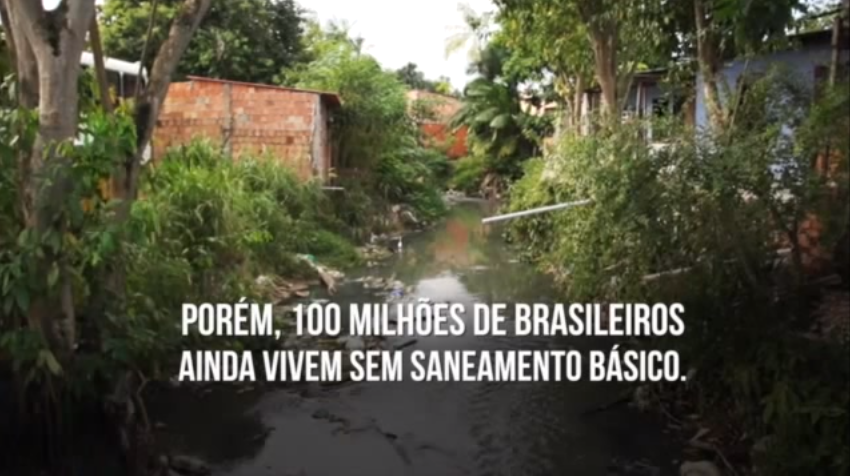 PORÉM, 100 MILHÕES DE BRASILEIROS
AINDA VIVEM SEM SANEAMENTO BÁSICO.